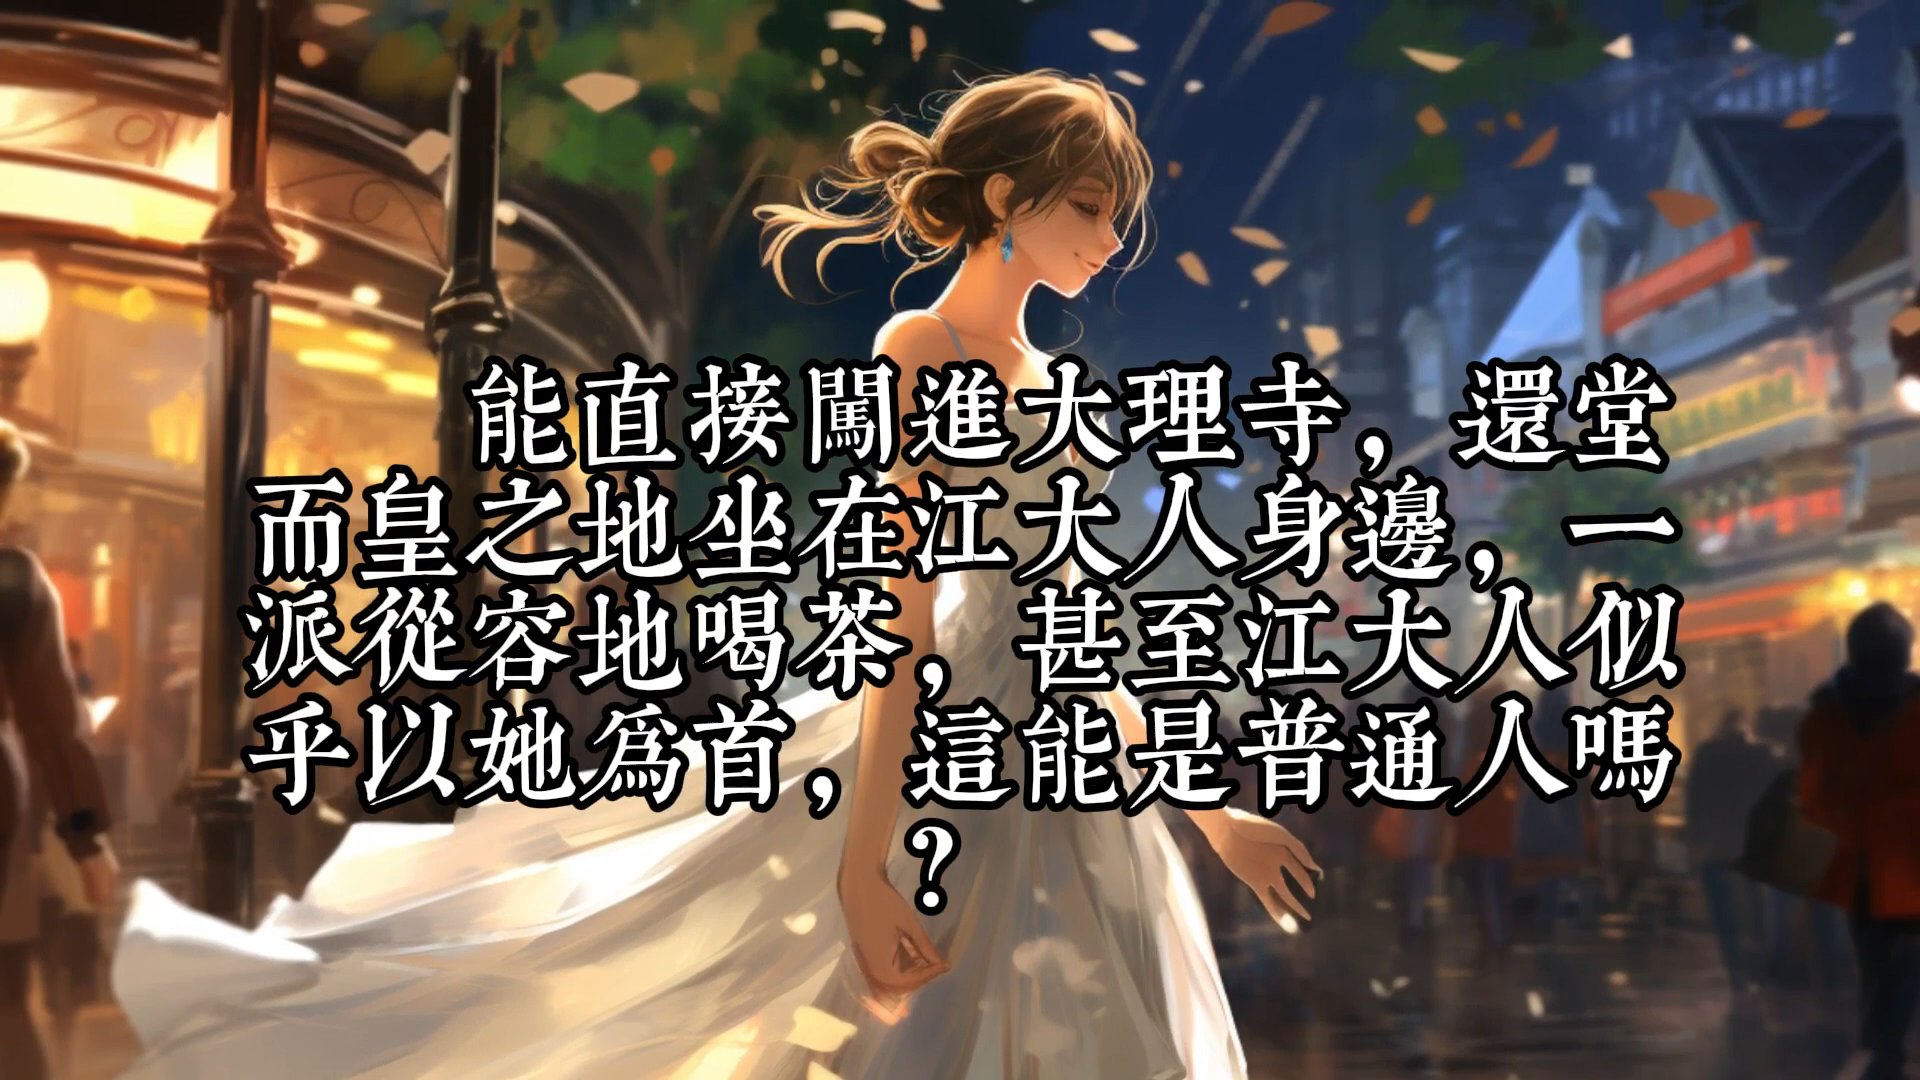 能直接闖進大理寺，還堂
而皇之地坐在江大人身邊，一
派從容地喝茶，甚至江大人似
乎以她爲首，這能是普通人嗎
？